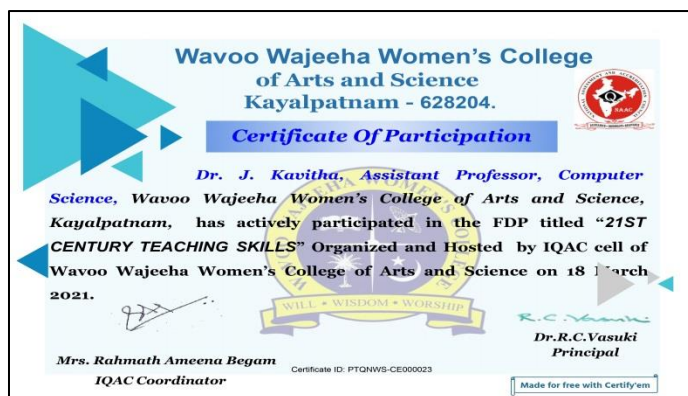 Wavoo Wajeeha Women's College
of Arts and Science
Kayalpatnam - 628204.
NAAC
Certificate Of Participation
Dr. J. Kavitha, Assistant Professor, Computer
Science, Wavoo Wajeeha Women's College of Arts and Science,
Kayalpatnam, has actively participated in the FDP titled "21ST
CENTURY TEACHING SKILLS" Organized and Hosted by IQAC cell of
Wavoo Wajeeha Women's College of Arts and Science on 18 March
2021.
WILL • WISDOM • WORSHIP
R.C. Vasuki
Dr.R.C.Vasuki
Principal
Mrs. Rahmath Ameena Begam
IQAC Coordinator
Certificate ID: PTQNWS-CE000023
Made for free with Certify'em